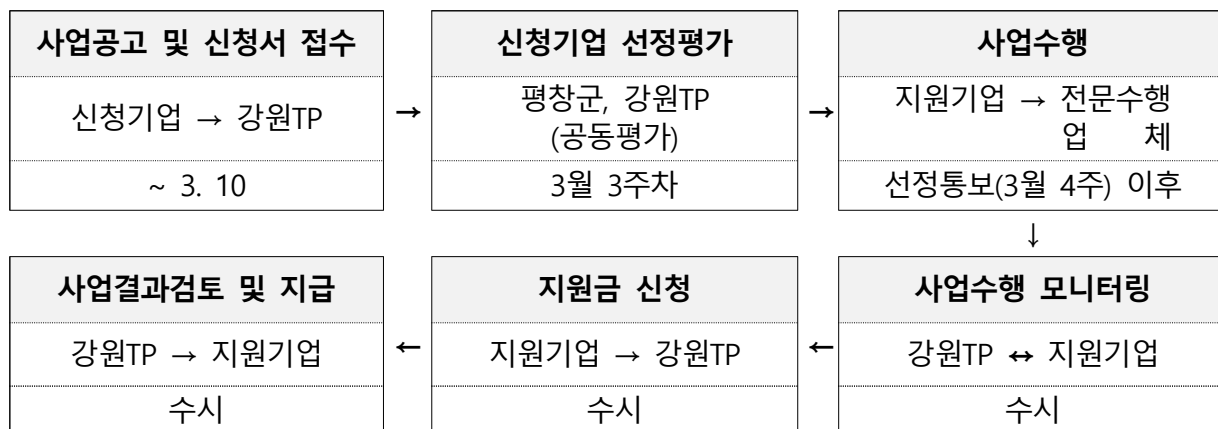 사업공고 및 신청서 접수
신청기업 → 강원TP
~ 3. 10
→
신청기업 선정평가
평창군, 강원TP
(공동평가)
3월 3주차
→
사업수행
지원기업 → 전문수행
업 체
선정통보(3월 4주) 이후
↓
사업수행 모니터링
강원TP ↔ 지원기업
수시
←
지원금 신청
지원기업 → 강원TP
수시
←
사업결과검토 및 지급
강원TP → 지원기업
수시